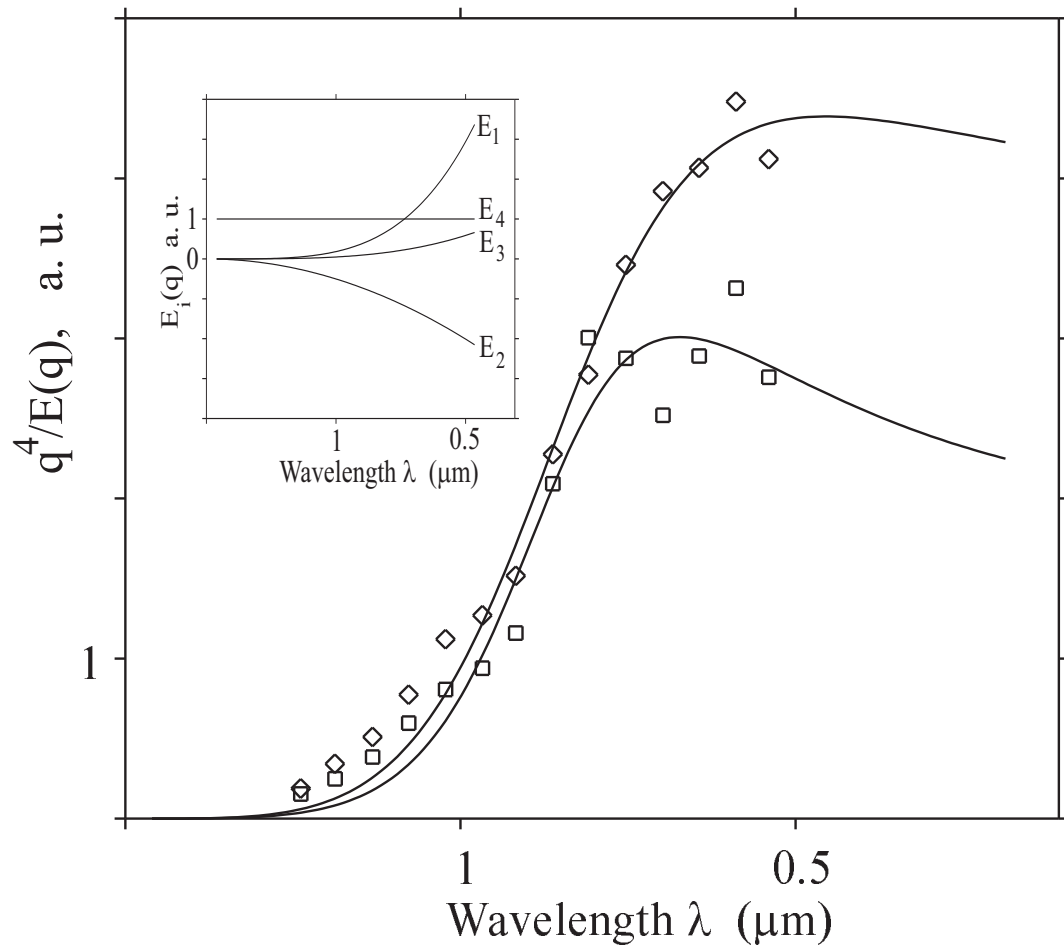 q⁴/E(q), a. u.
1
1
0.5
Wavelength λ (μm)
Eᵢ(q) a. u.
1
0
E₁
E₄
E₃
E₂
1
0.5
Wavelength λ (μm)